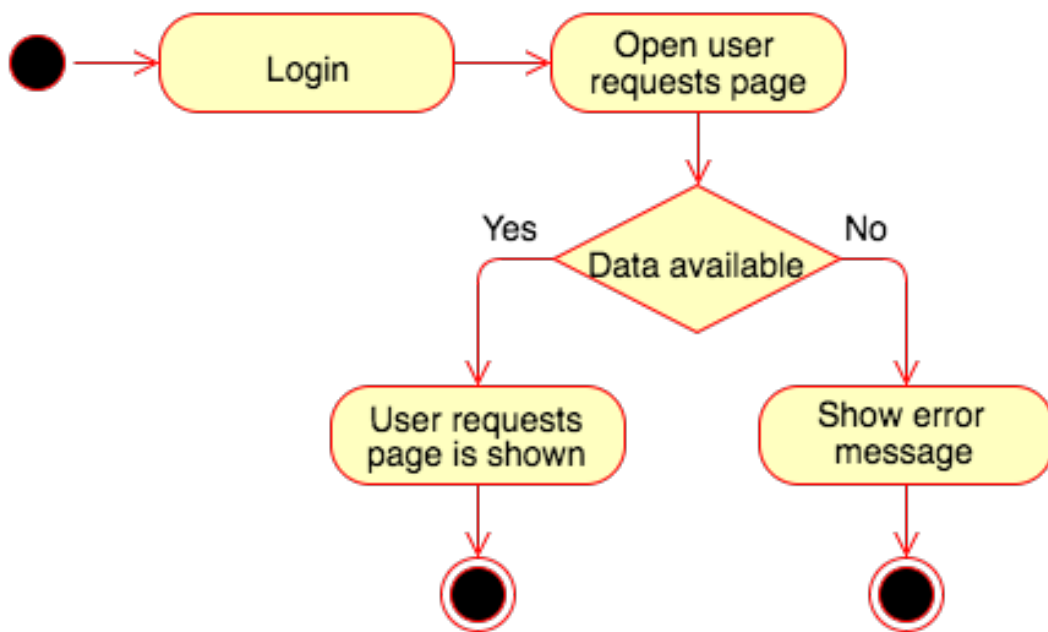 Login
Open user
requests page
Yes
No
Data available
User requests
page is shown
Show error
message